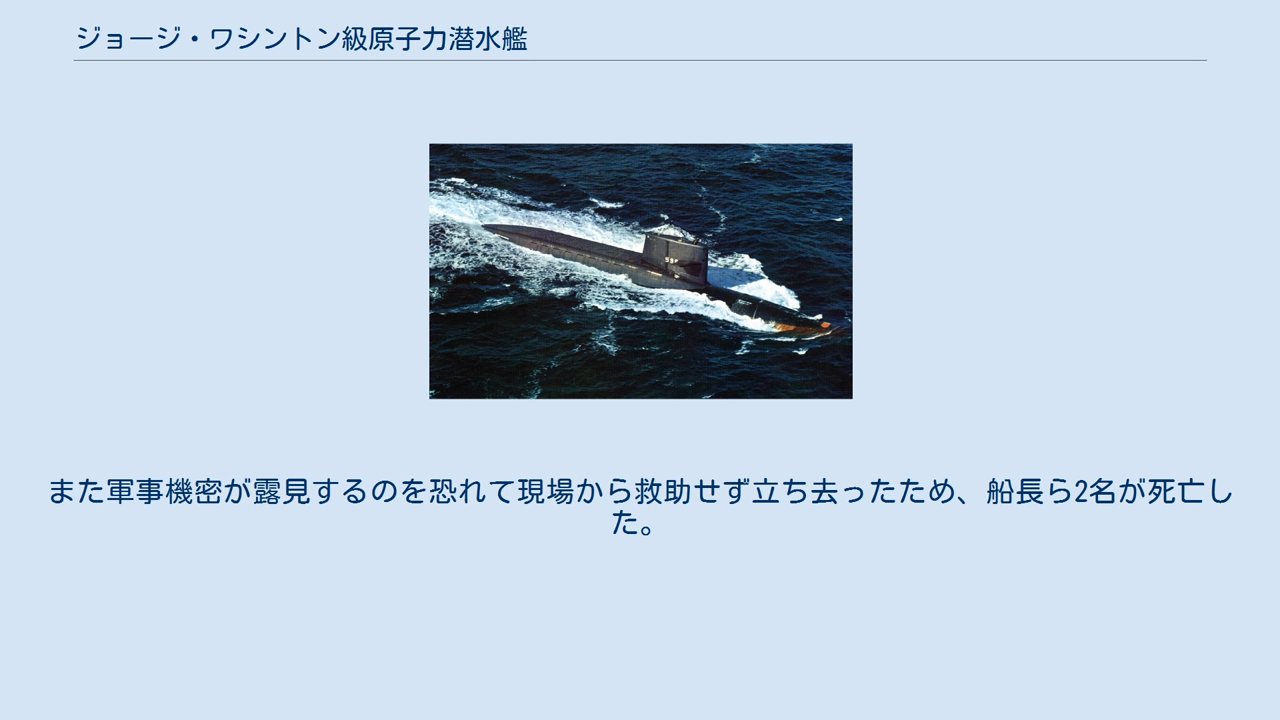 ジョージ・ワシントン級原子力潜水艦
また軍事機密が露見するのを恐れて現場から救助せず立ち去ったため、船長ら2名が死亡し
た。